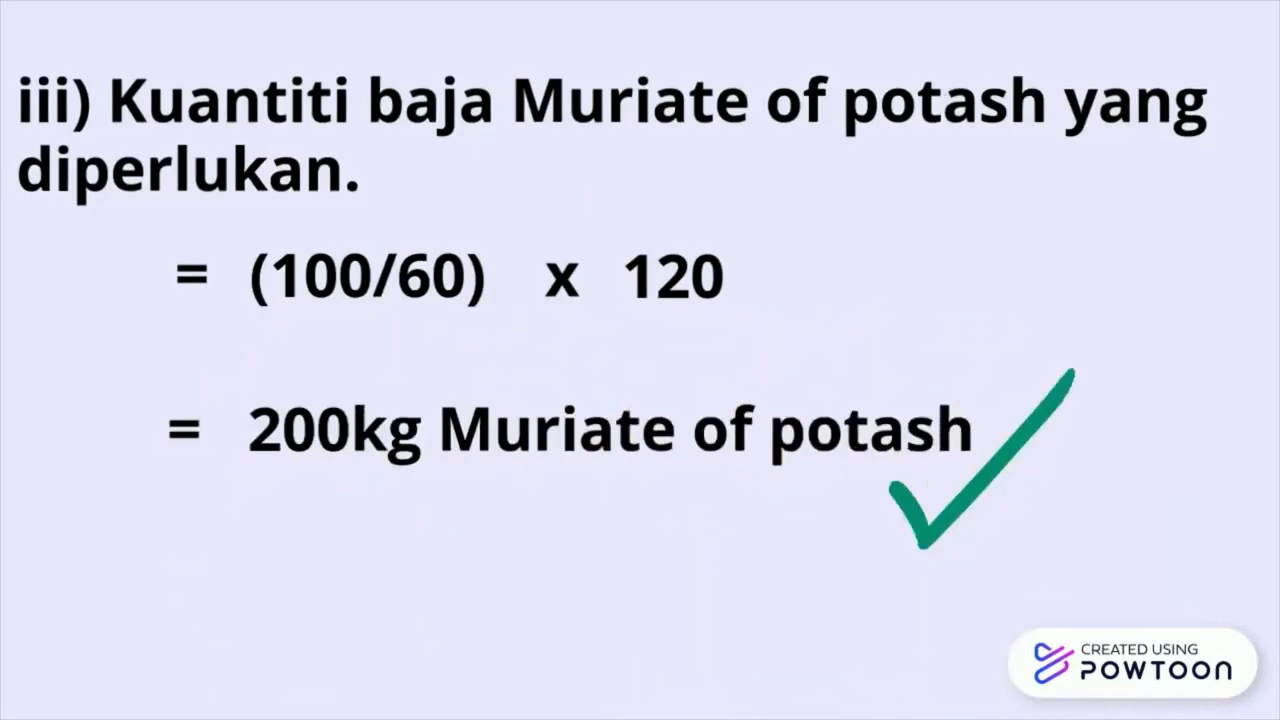 iii) Kuantiti baja Muriate of potash yang
diperlukan.
= (100/60) x 120
= 200kg Muriate of potash
CREATED USING
POWTOON